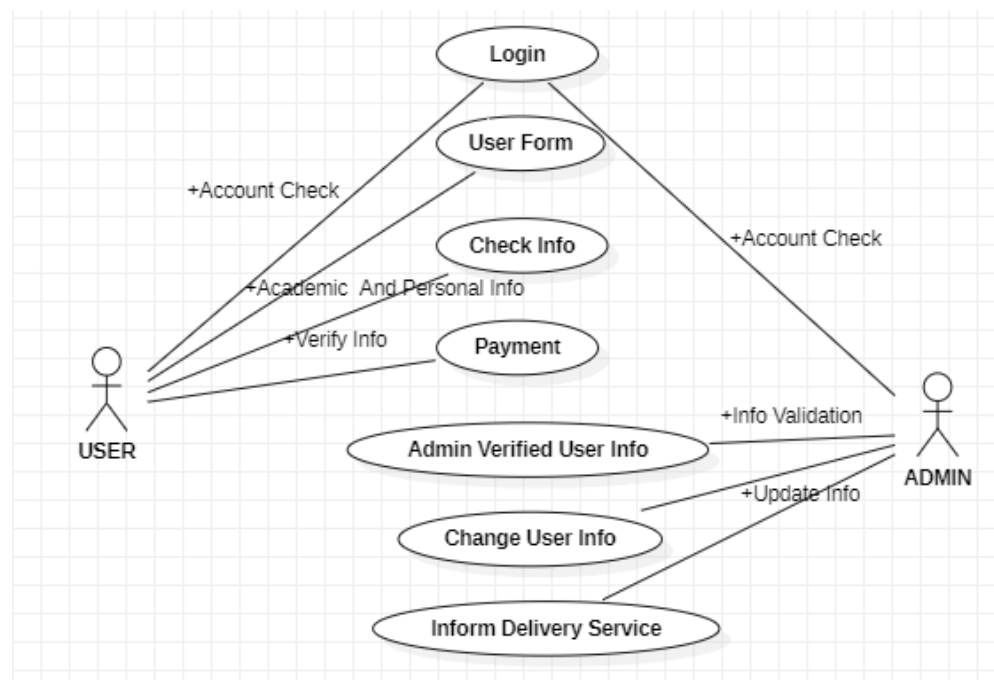 Login
User Form
+Account Check
+Account Check
Check Info
+Academic  And Personal Info
+Verify Info
Payment
USER
+Info Validation
Admin Verified User Info
ADMIN
+Update Info
Change User Info
Inform Delivery Service